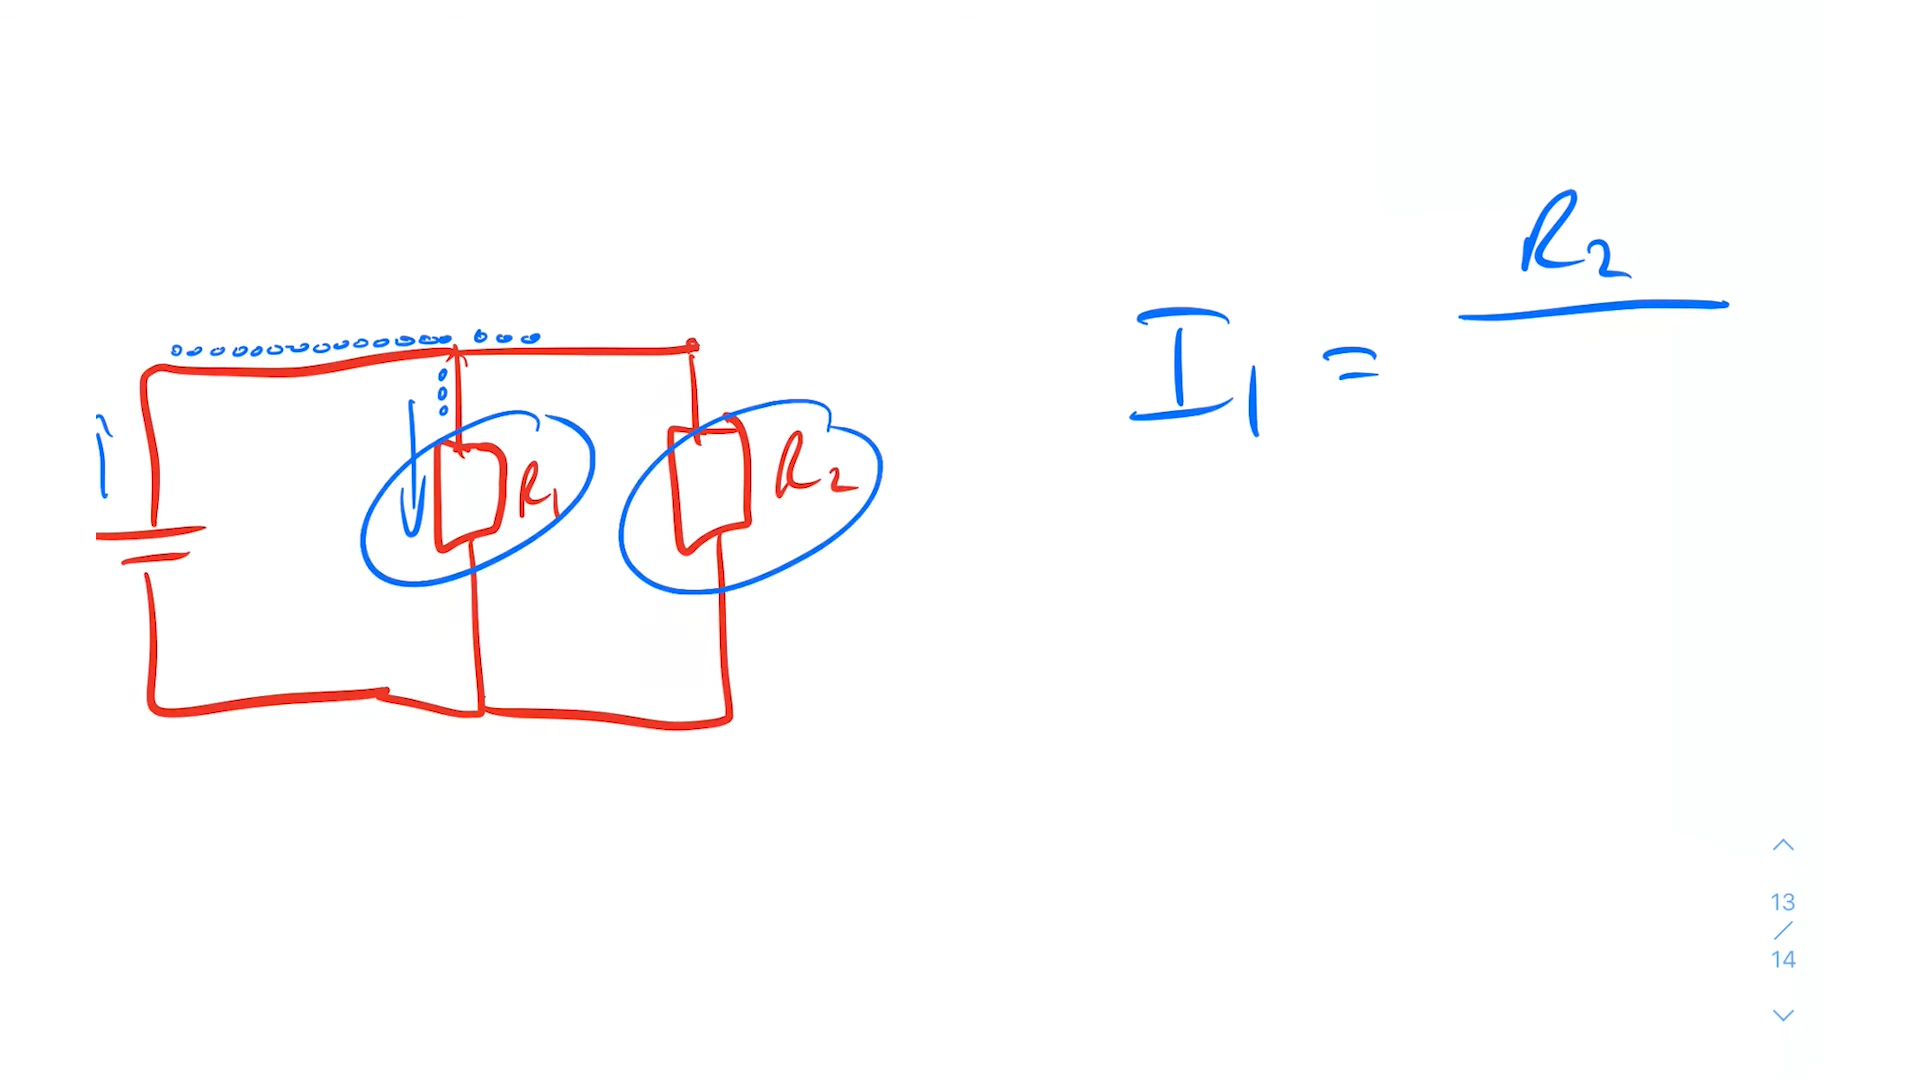 R₂
I₁ =
R₁
R₂
13
/
14